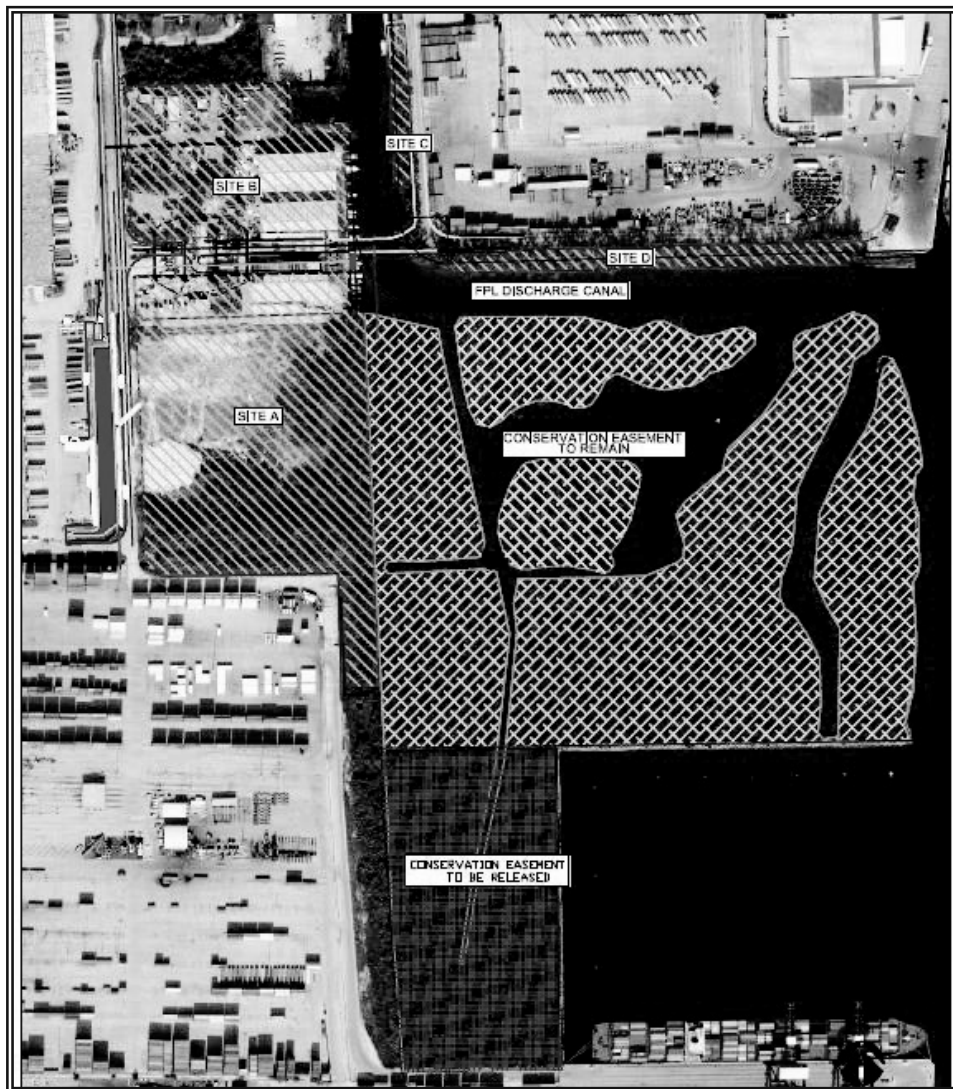 SITE C
SITE B
SITE D
FPL DISCHARGE CANAL
SITE A
CONSERVATION EASEMENT
TO REMAIN
CONSERVATION EASEMENT
TO BE RELEASED